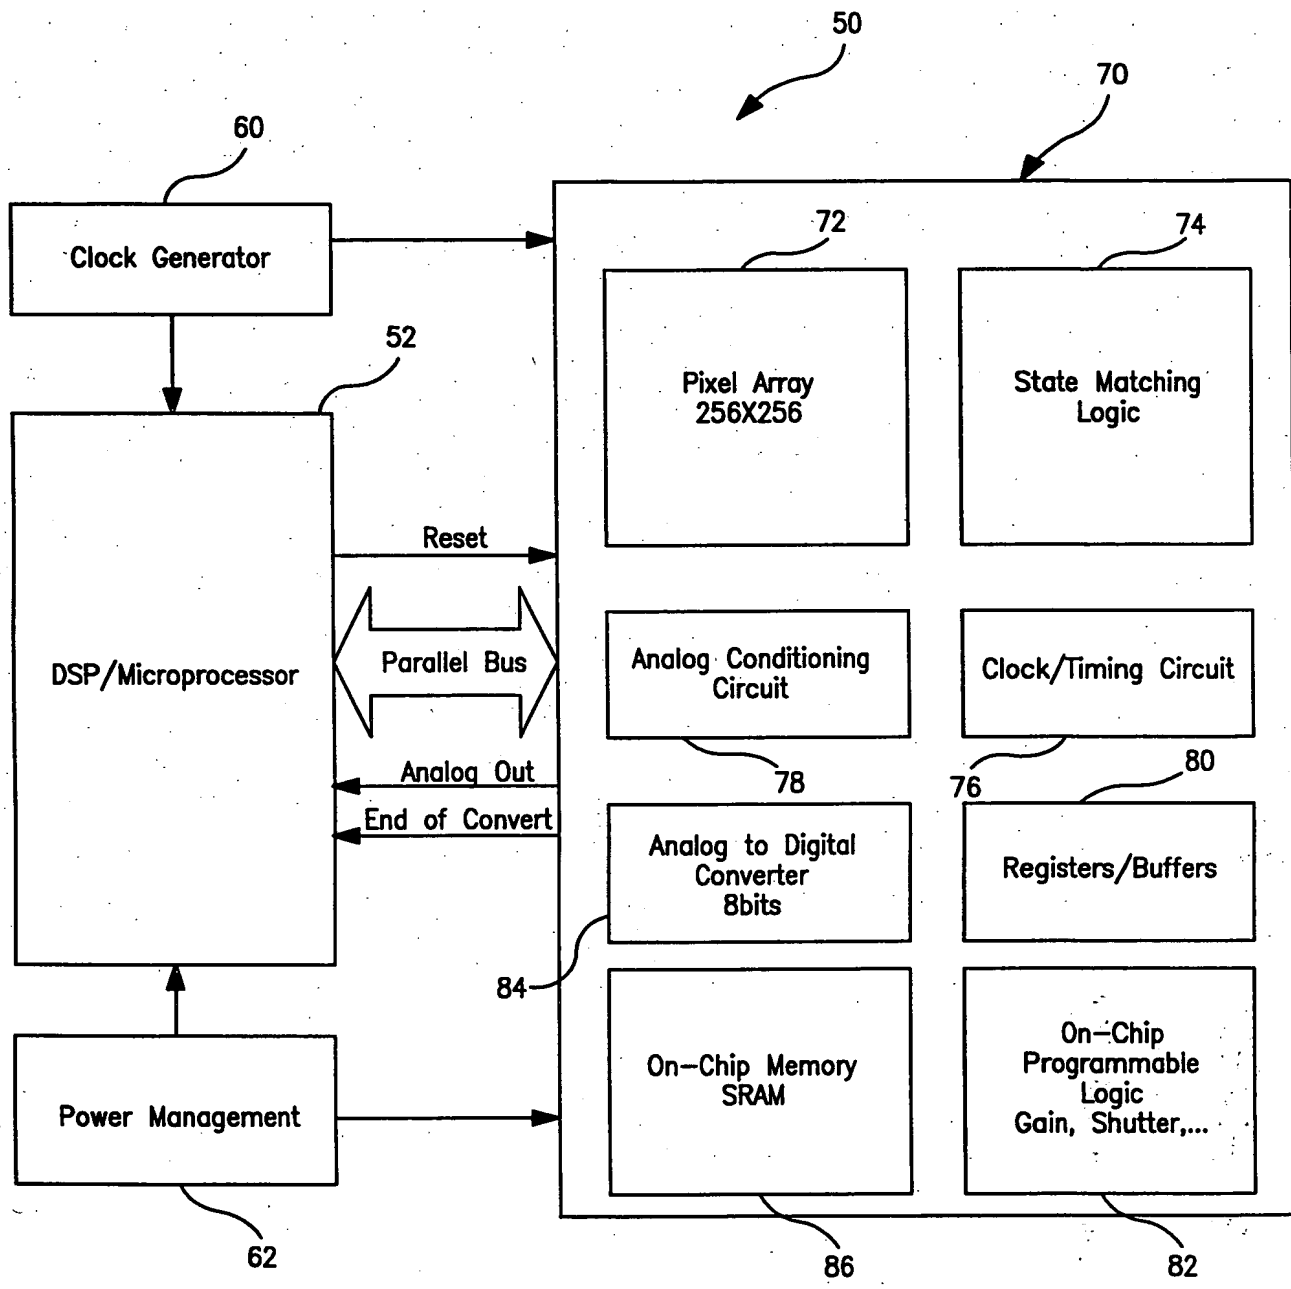 50
70
60
72
74
Clock Generator
52
Pixel Array
256X256
State Matching
Logic
Reset
DSP/Microprocessor
Parallel Bus
Analog Conditioning
Circuit
Clock/Timing Circuit
78
76
80
Analog Out
End of Convert
Analog to Digital
Converter
8bits
Registers/Buffers
84
Power Management
On-Chip Memory
SRAM
On-Chip
Programmable
Logic
Gain, Shutter,...
62
86
82